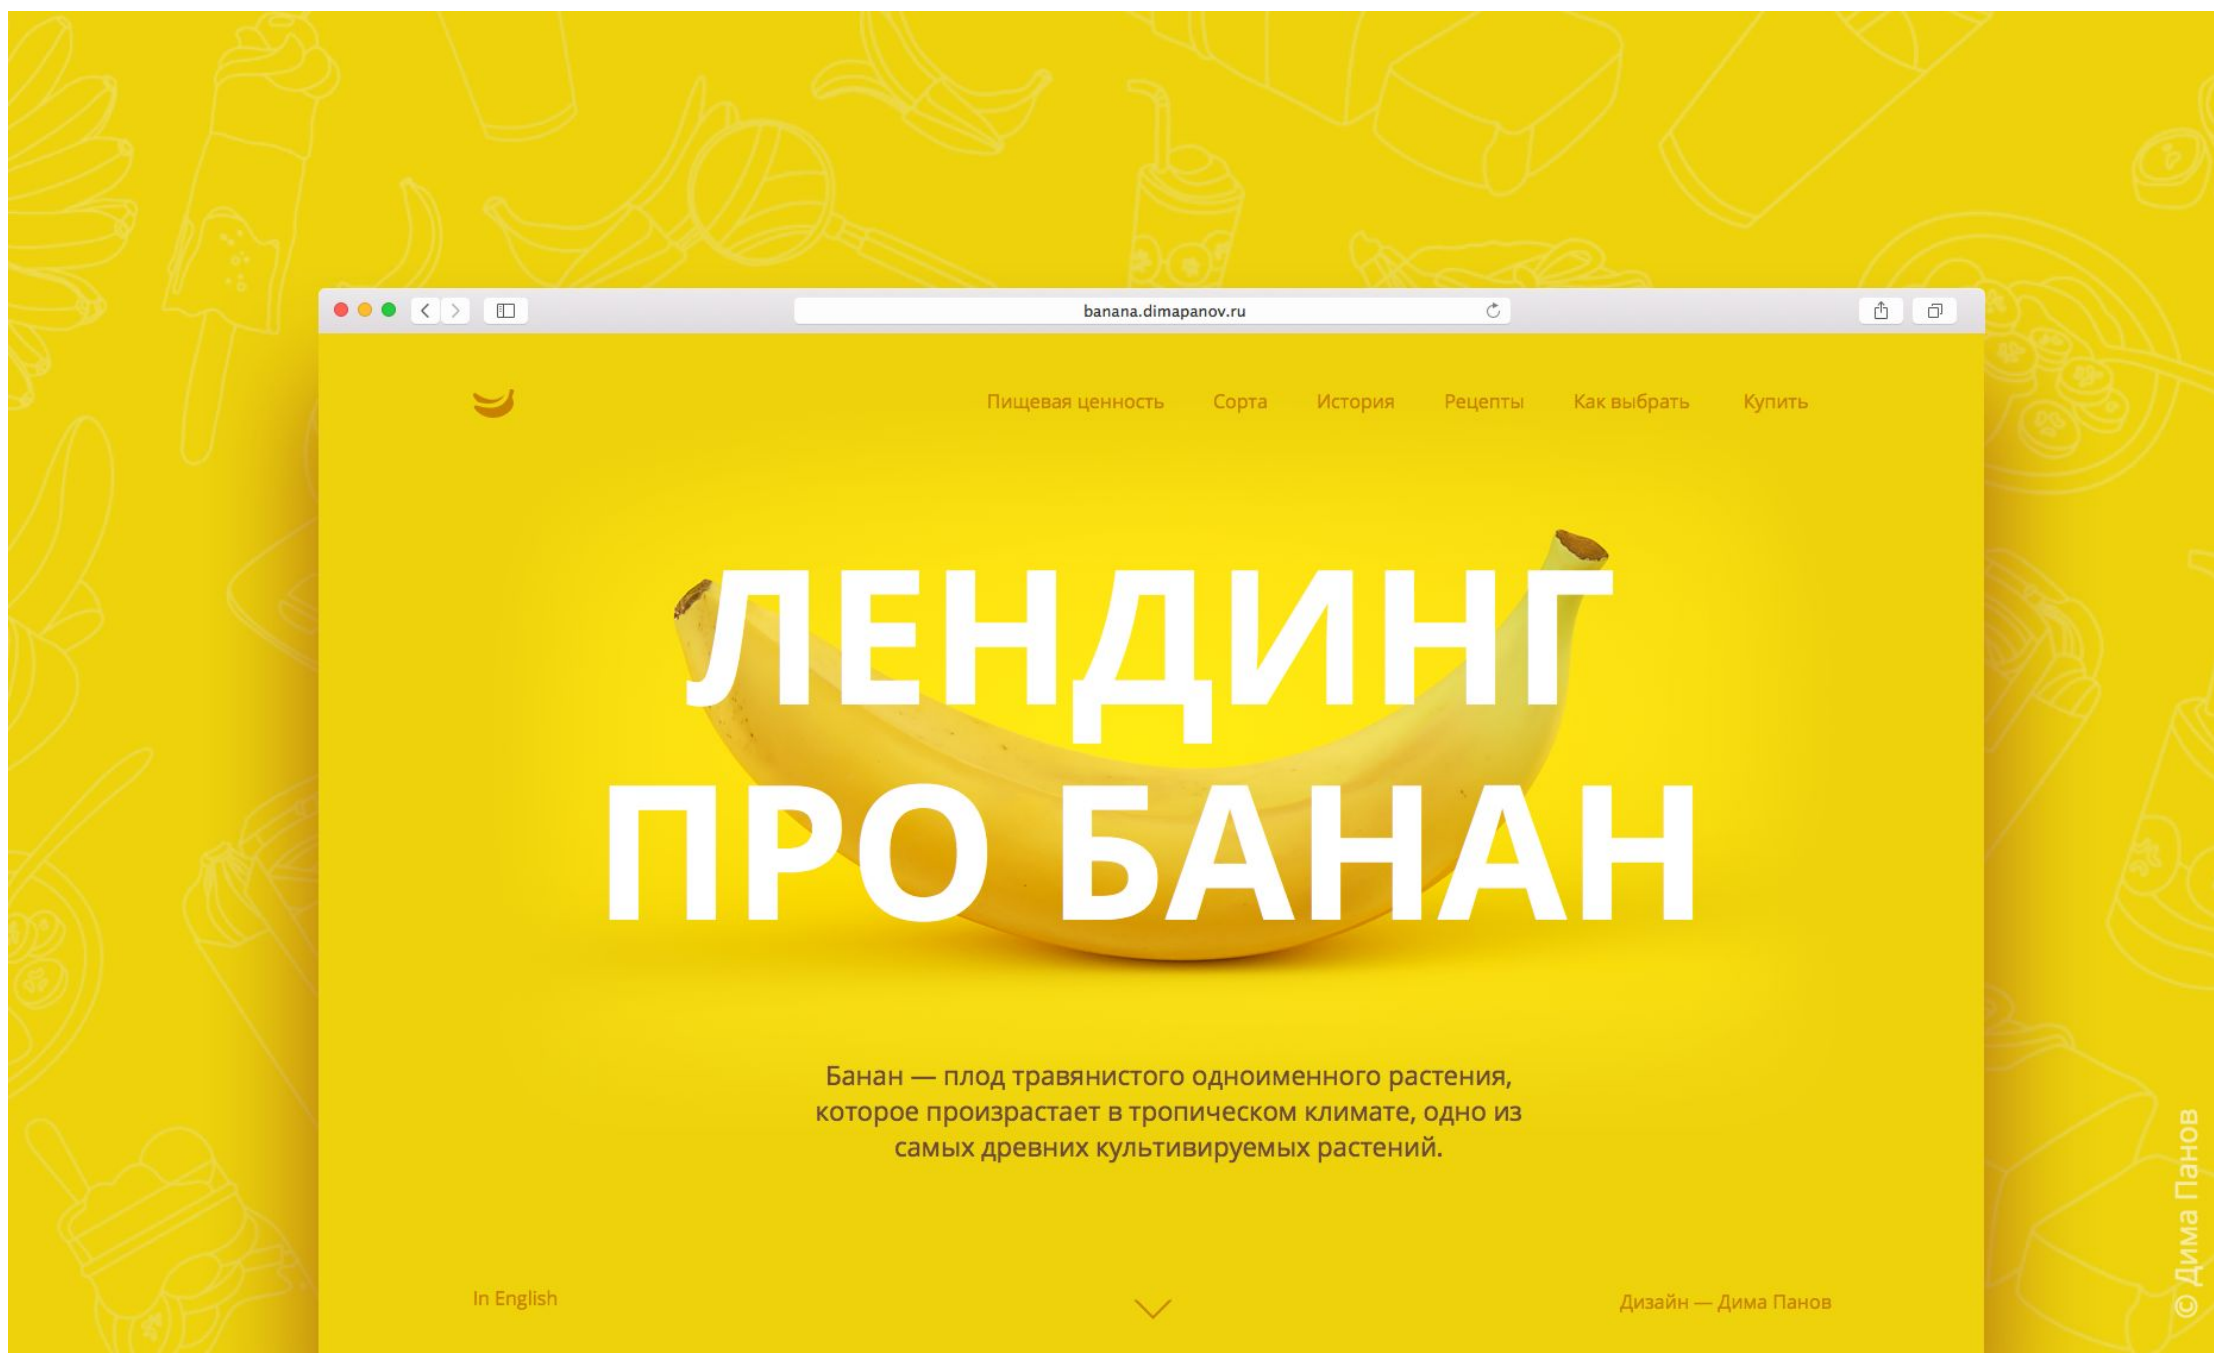 banana.dimapanov.ru
Пищевая ценность Сорта История Рецепты Как выбрать Купить
ЛЕНДИНГ
ПРО БАНАН
Банан — плод травянистого одноименного растения,
которое произрастает в тропическом климате, одно из
самых древних культивируемых растений.
In English
Дизайн — Дима Панов
© Дима Панов